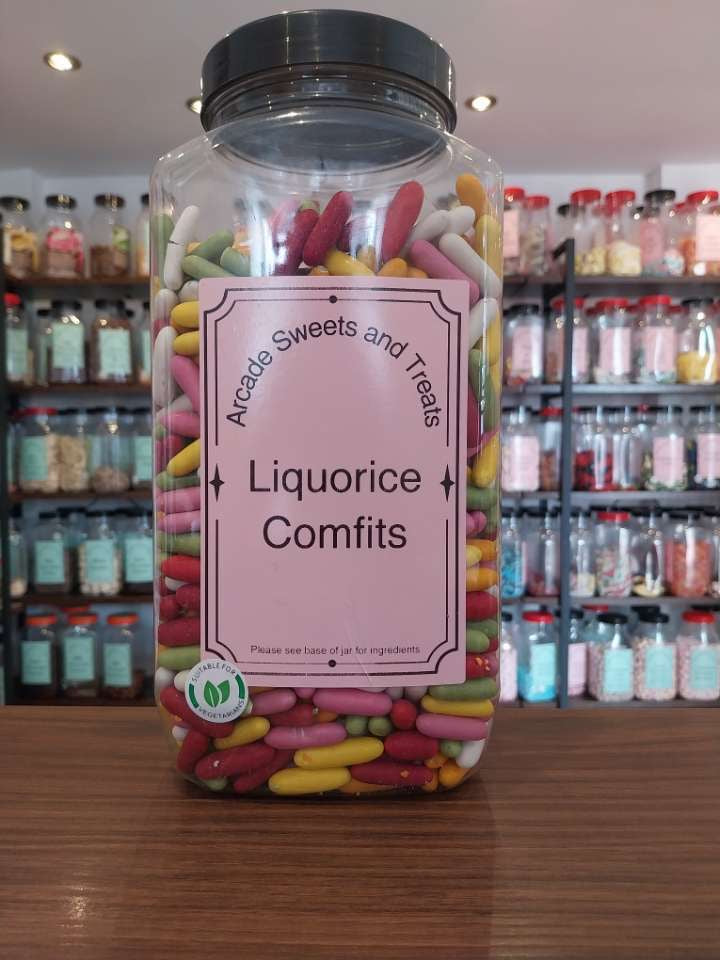 Arcade Sweets and Treats
Liquorice
Comfits
Please see base of jar for ingredients
SUITABLE FOR
VEGETARIANS